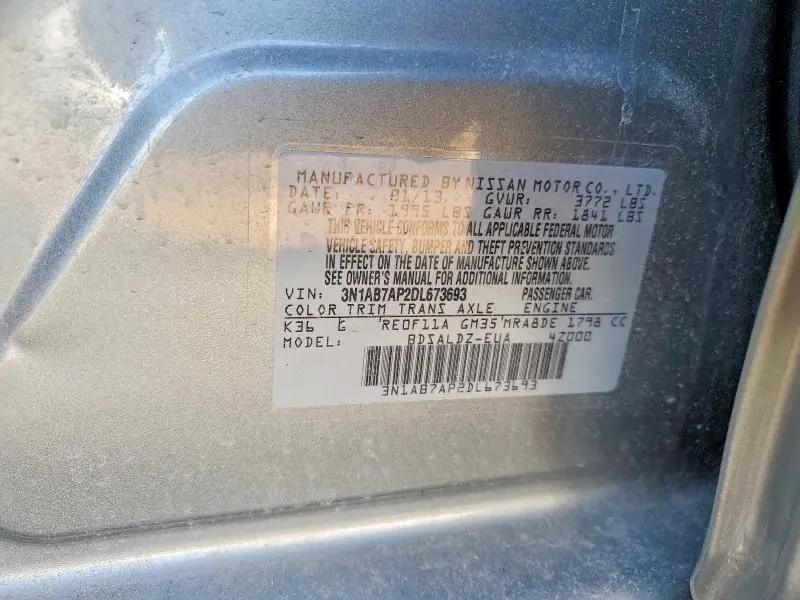 MANUFACTURED BY NISSAN MOTOR CO., LTD.
DATE: 01/13 GVWR: 3772 LBS
GAWR FR: 1995 LBS GAWR RR: 1841 LBS
THIS VEHICLE CONFORMS TO ALL APPLICABLE FEDERAL MOTOR
VEHICLE SAFETY, BUMPER AND THEFT PREVENTION STANDARDS
IN EFFECT ON THE DATE OF MANUFACTURE SHOWN ABOVE.
SEE OWNER'S MANUAL FOR ADDITIONAL INFORMATION.
VIN: 3N1AB7AP2DL673693 PASSENGER CAR.
COLOR TRIM TRANS AXLE ENGINE
K36 G RE0F11A GM35 MRA8DE 1798 CC
MODEL: BDSALDZ-EUA 4Z000
3N1AB7AP2DL673693